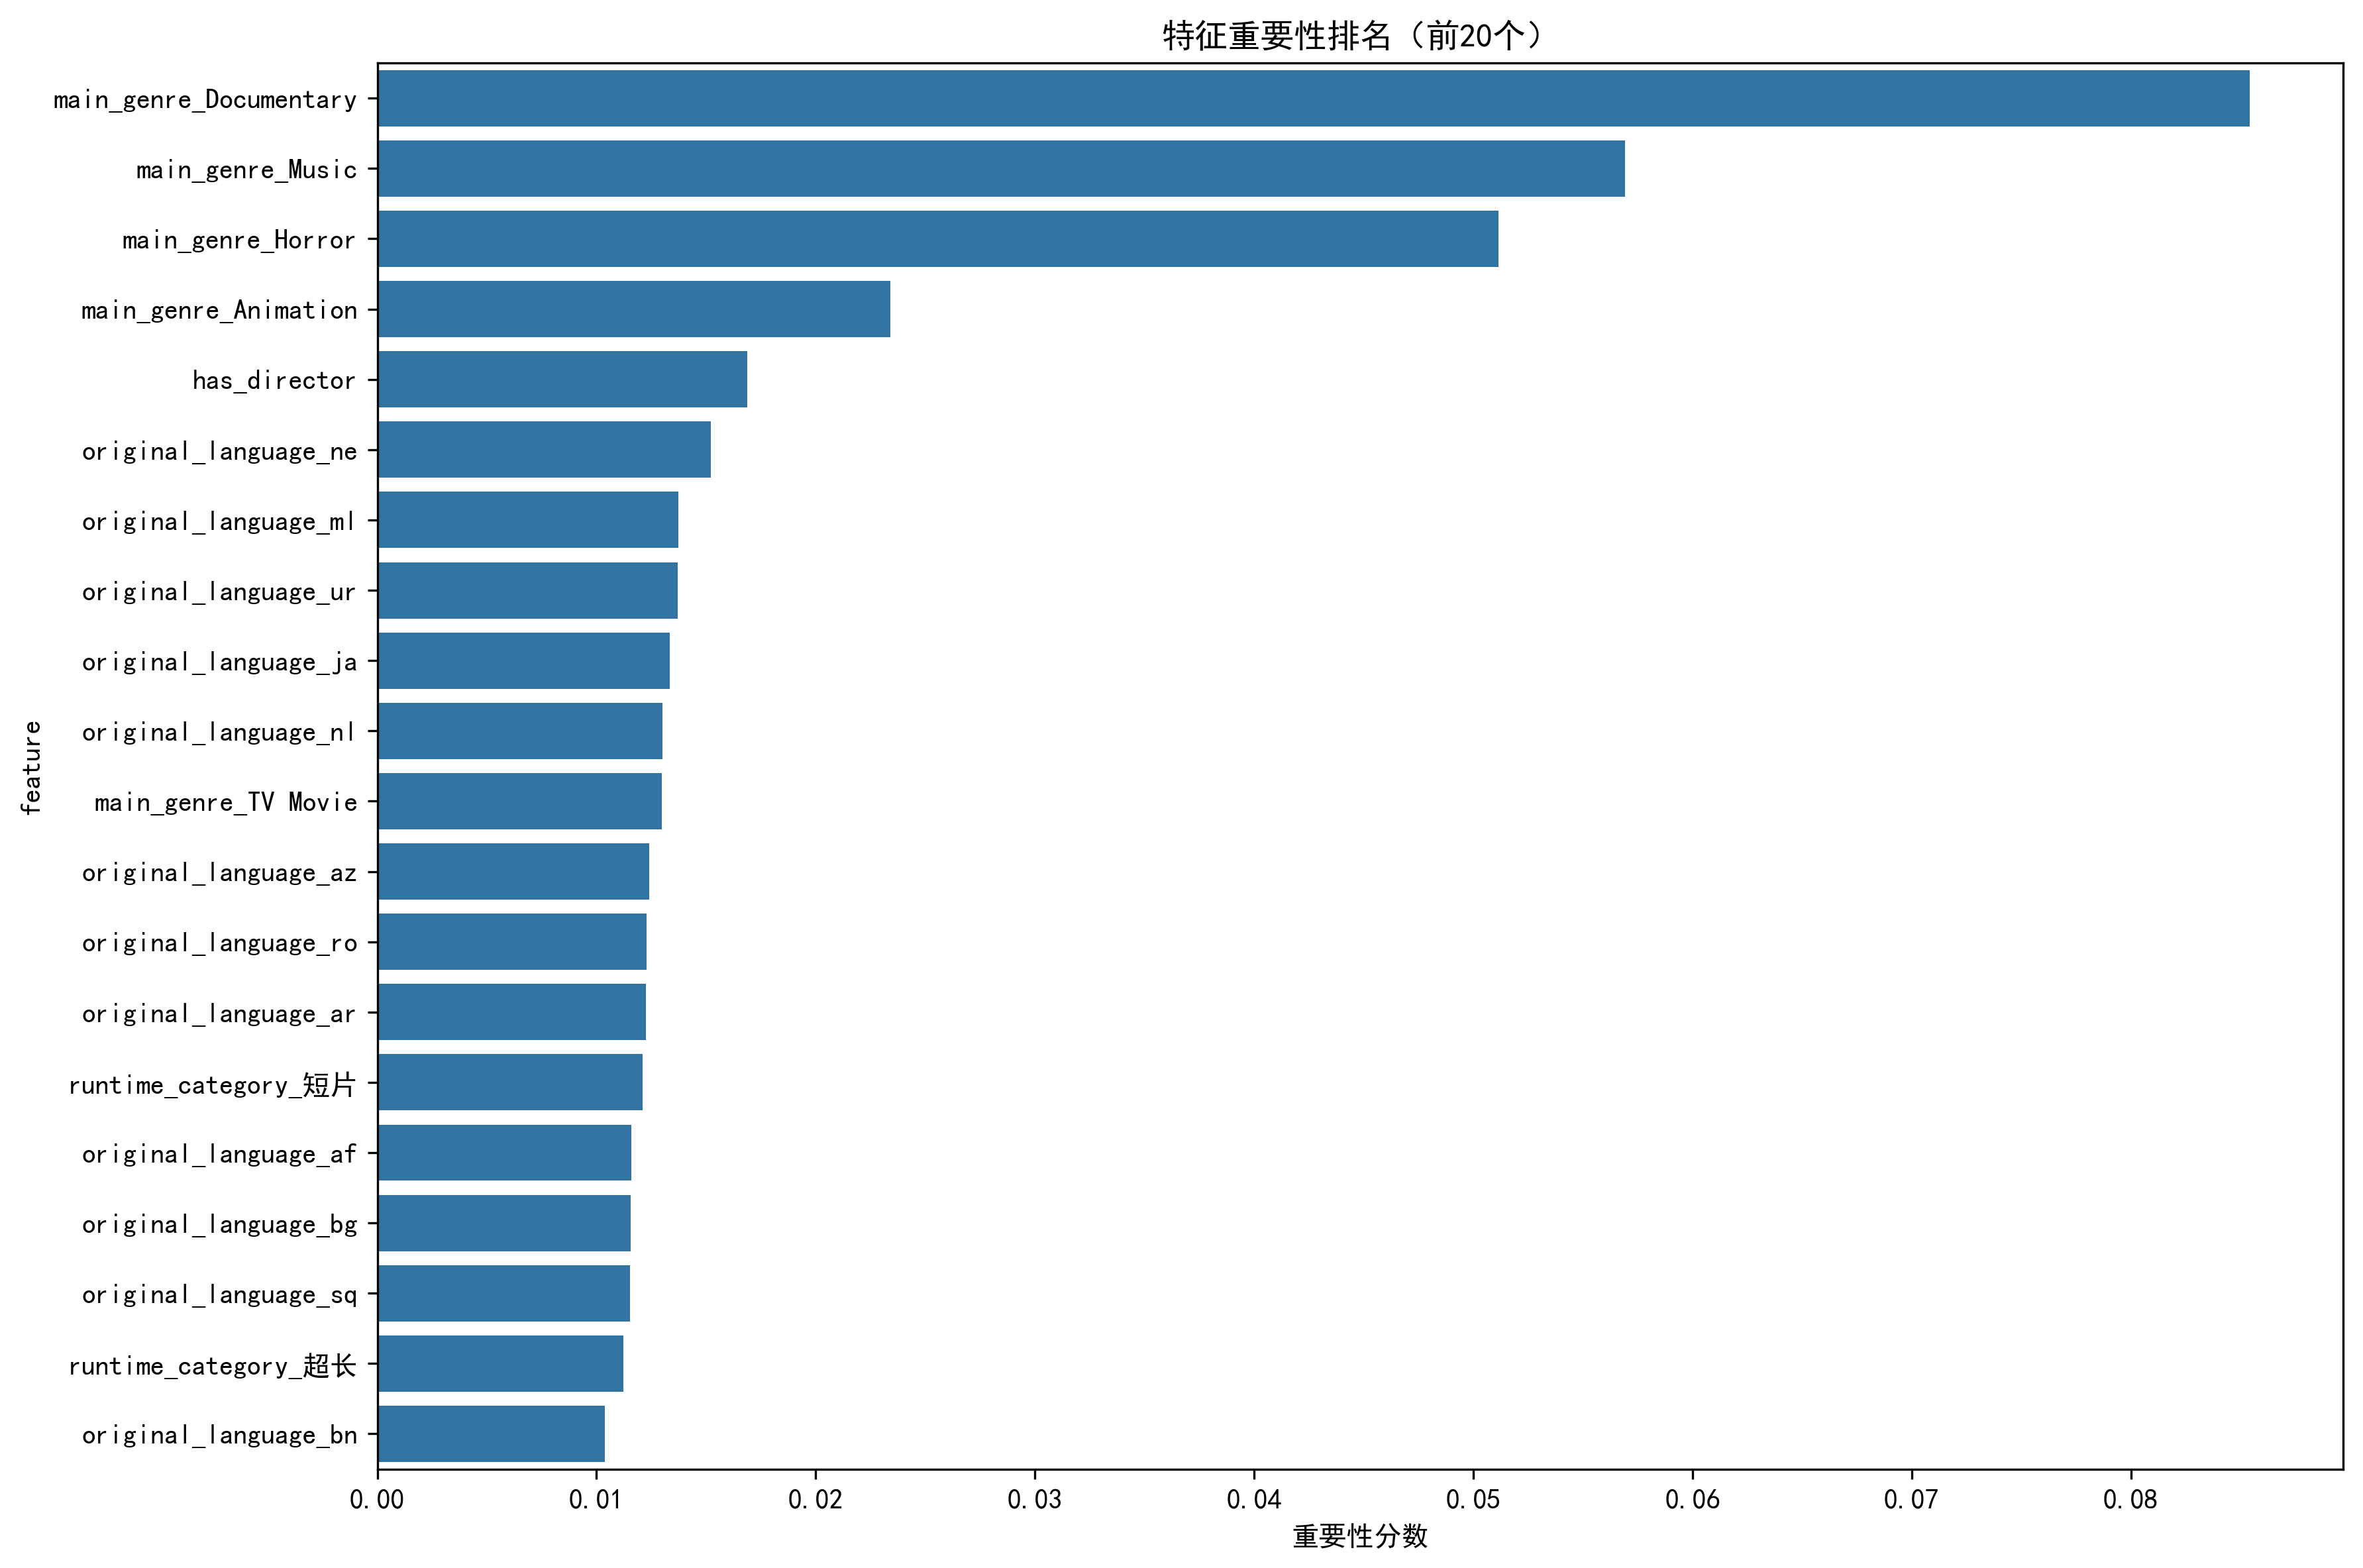 特征重要性排名（前20个）
main_genre_Documentary
main_genre_Music
main_genre_Horror
main_genre_Animation
has_director
original_language_ne
original_language_ml
original_language_ur
original_language_ja
original_language_nl
main_genre_TV Movie
original_language_az
original_language_ro
original_language_ar
runtime_category_短片
original_language_af
original_language_bg
original_language_sq
runtime_category_超长
original_language_bn
feature
0.00 0.01 0.02 0.03 0.04 0.05 0.06 0.07 0.08
重要性分数